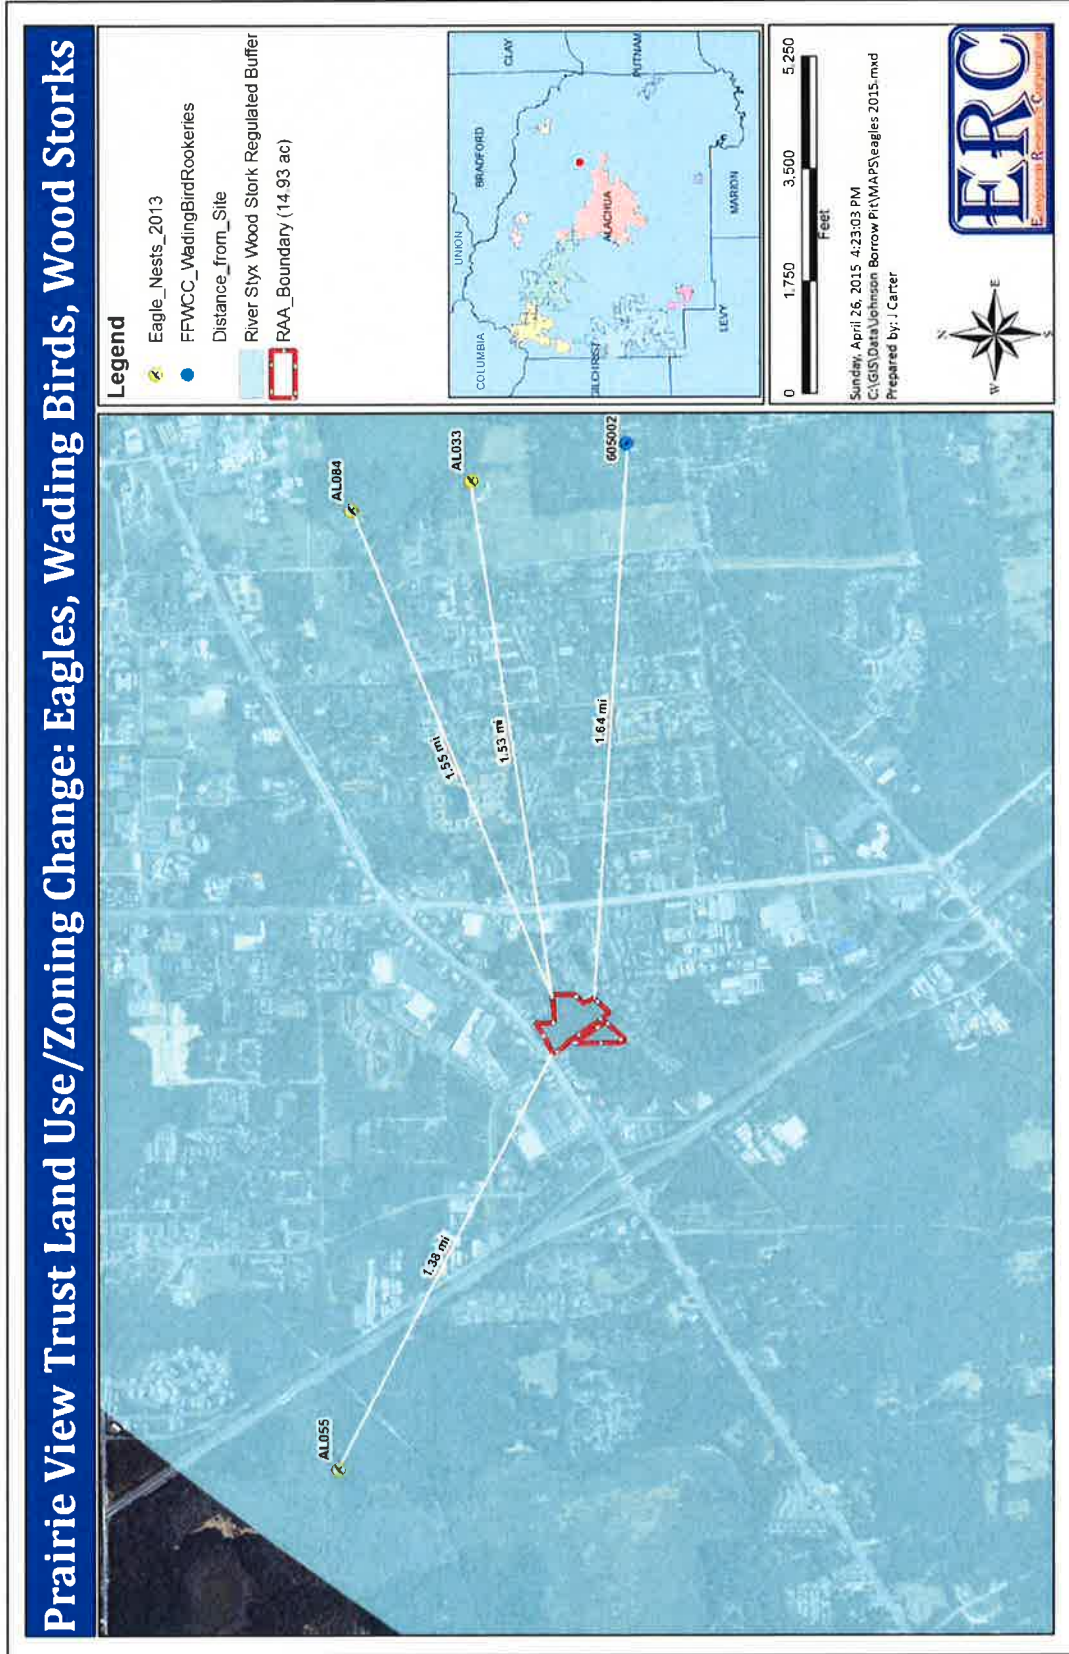 Prairie View Trust Land Use/Zoning Change: Eagles, Wading Birds, Wood Storks
AL055
1.38 mi
AL084
1.55 mi
AL033
1.53 mi
605002
1.64 mi
Legend
Eagle_Nests_2013
FFWCC_WadingBirdRookeries
Distance_from_Site
River Styx Wood Stork Regulated Buffer
RAA_Boundary (14.93 ac)
COLUMBIA
UNION
BRADFORD
CLAY
GILCHRIST
ALACHUA
PUTNAM
LEVY
MARION
0 1,750 3,500 5,250
Feet
Sunday, April 26, 2015 4:23:03 PM
C:\GIS\Data\Johnson Borrow Pit\MAPS\eagles 2015.mxd
Prepared by: J Carter
N
W E
S
ERC
Ecosystem Research Corporation